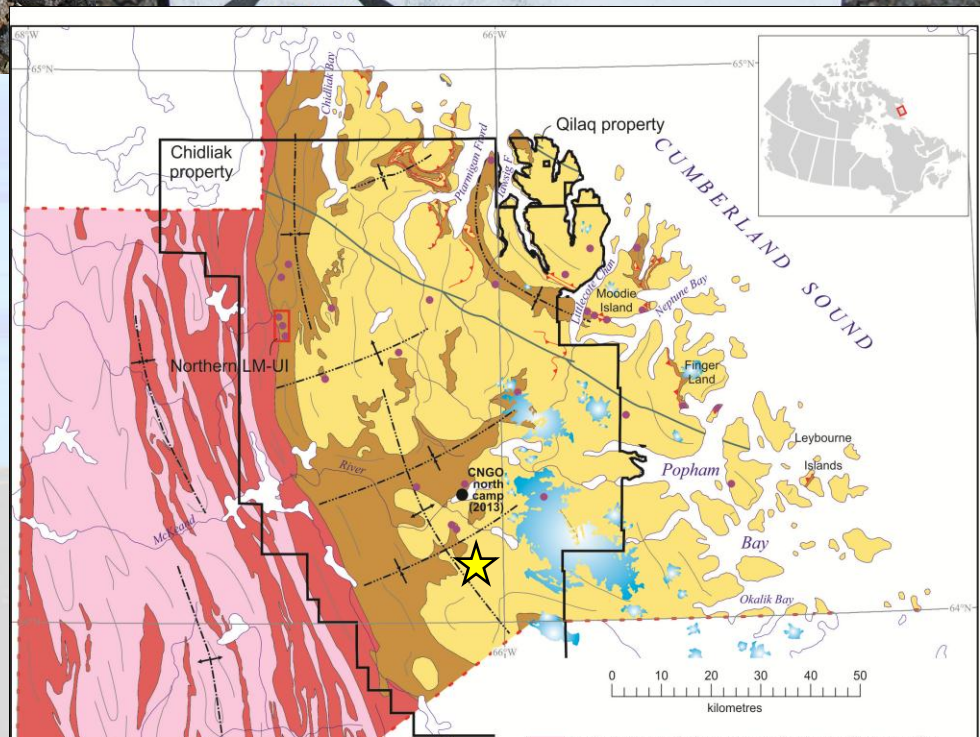 68°W
66°W
65°N
65°N
Chidliak Bay
Qilaq property
Chidliak
property
Ptarmigan Fiord
CUMBERLAND
SOUND
Littlecote Chan
Moodie
Island
Neptune Bay
Northern LM-UI
Finger
Land
Leybourne
Islands
River
CNGO
north
camp
(2013)
Popham
McKeand
Bay
Okalik Bay
64°N
66°W
0 10 20 30 40 50
kilometres